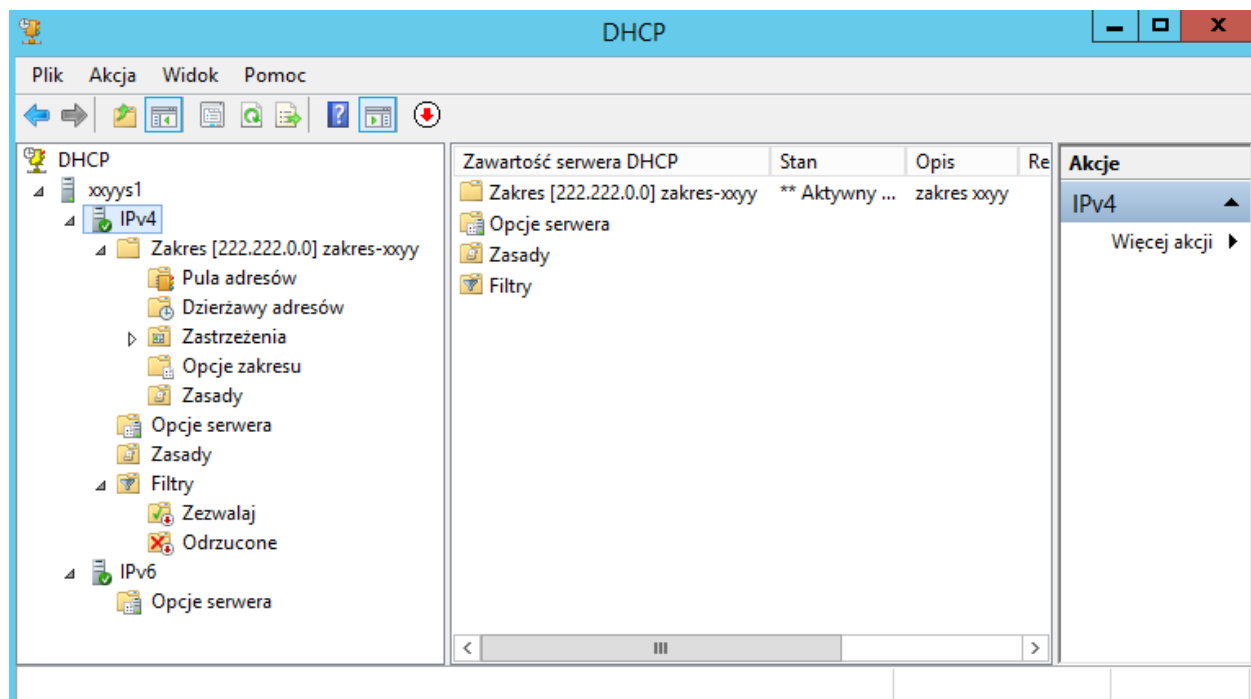 DHCP
Plik Akcja Widok Pomoc
DHCP
xxyys1
IPv4
Zakres [222.222.0.0] zakres-xxyy
Pula adresów
Dzierżawy adresów
Zastrzeżenia
Opcje zakresu
Zasady
Opcje serwera
Zasady
Filtry
Zezwalaj
Odrzucone
IPv6
Opcje serwera
Zawartość serwera DHCP Stan Opis Re
Zakres [222.222.0.0] zakres-xxyy ** Aktywny ... zakres xxyy
Opcje serwera
Zasady
Filtry
Akcje
IPv4
Więcej akcji